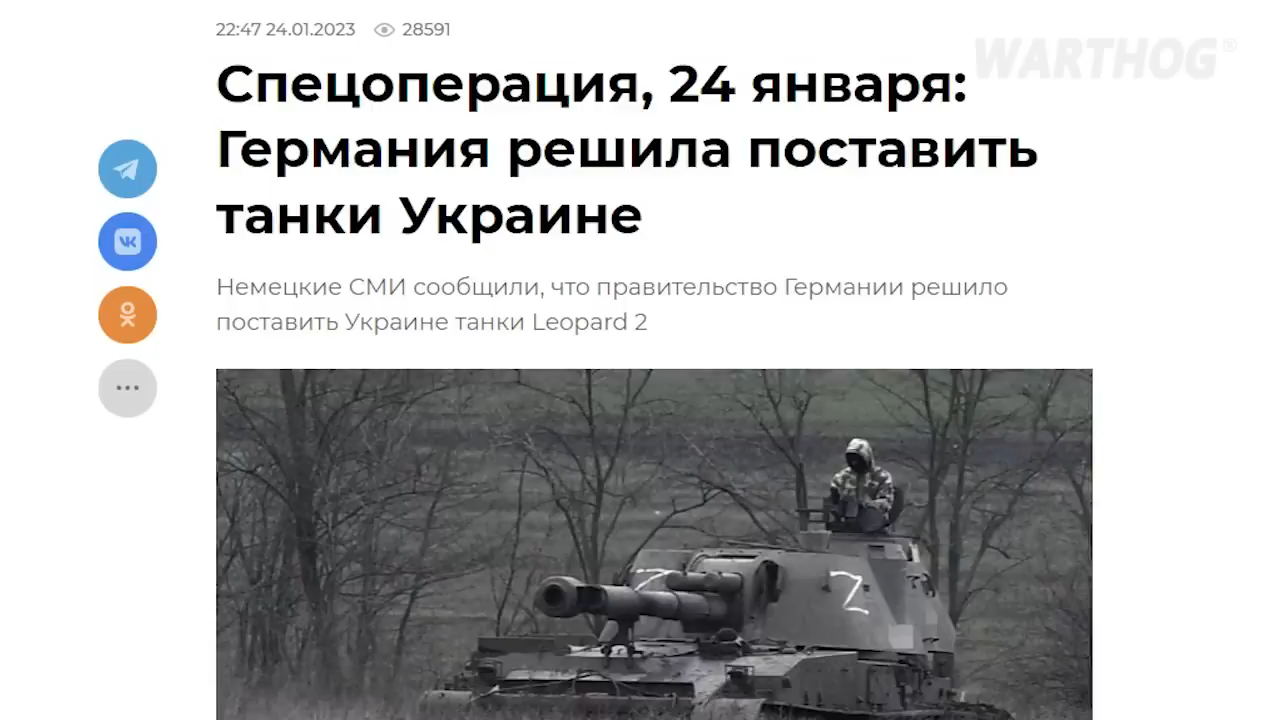 22:47 24.01.2023 28591
WARTHOG®
Спецоперация, 24 января:
Германия решила поставить
танки Украине
Немецкие СМИ сообщили, что правительство Германии решило
поставить Украине танки Leopard 2
Z Z